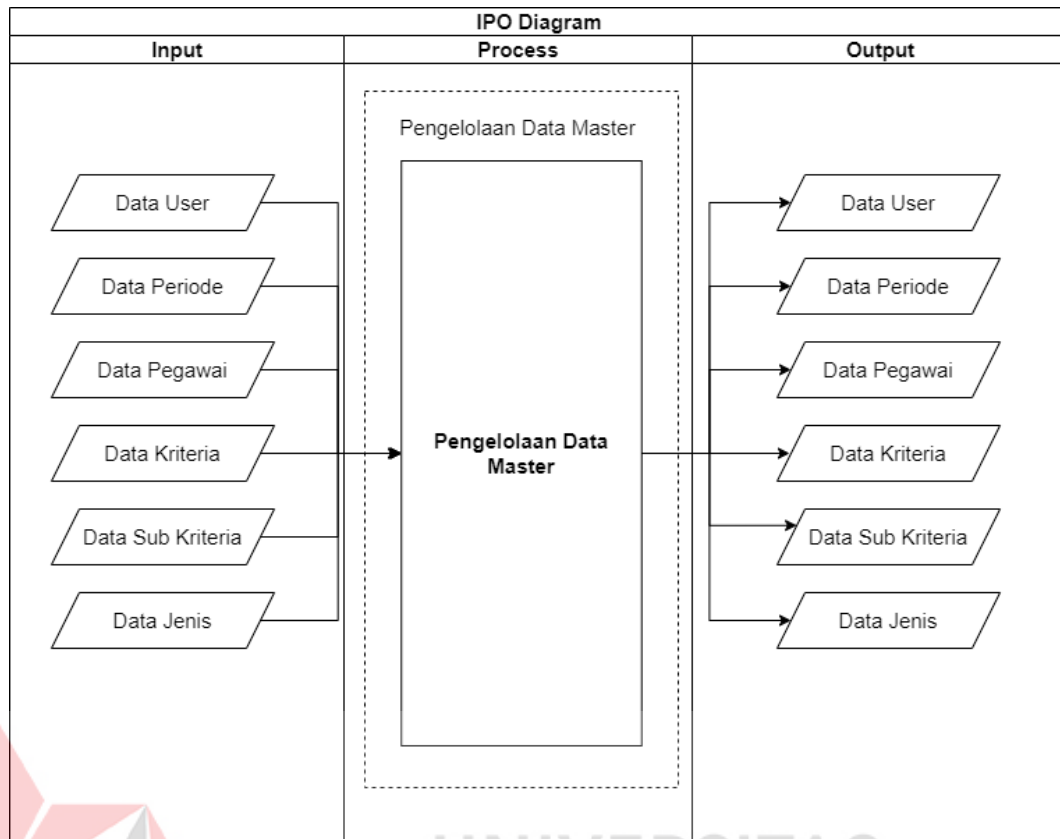 IPO Diagram
Input
Process
Output
Pengelolaan Data Master
Data User
Data Periode
Data Pegawai
Data Kriteria
Data Sub Kriteria
Data Jenis
Pengelolaan Data
Master
Data User
Data Periode
Data Pegawai
Data Kriteria
Data Sub Kriteria
Data Jenis
UNIVERSITAS